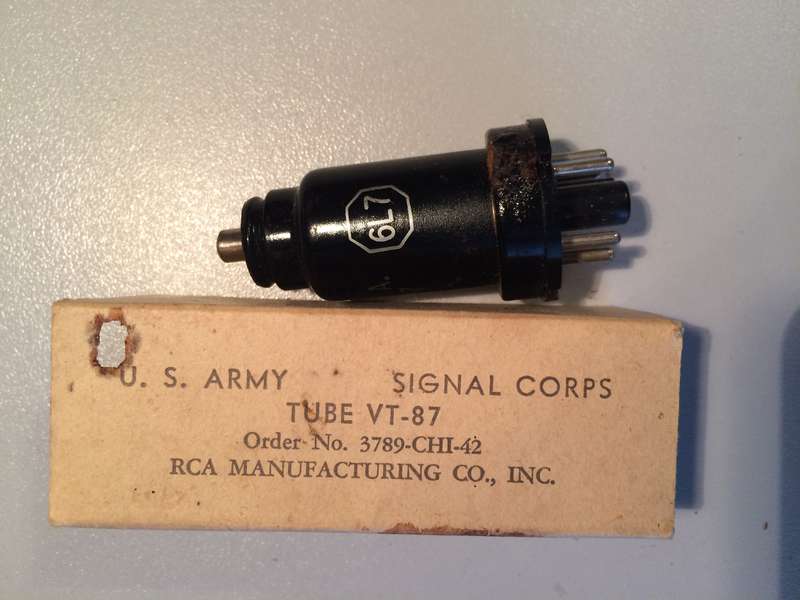 6L7
A.
U. S. ARMY SIGNAL CORPS
TUBE VT-87
Order No. 3789-CHI-42
RCA MANUFACTURING CO., INC.